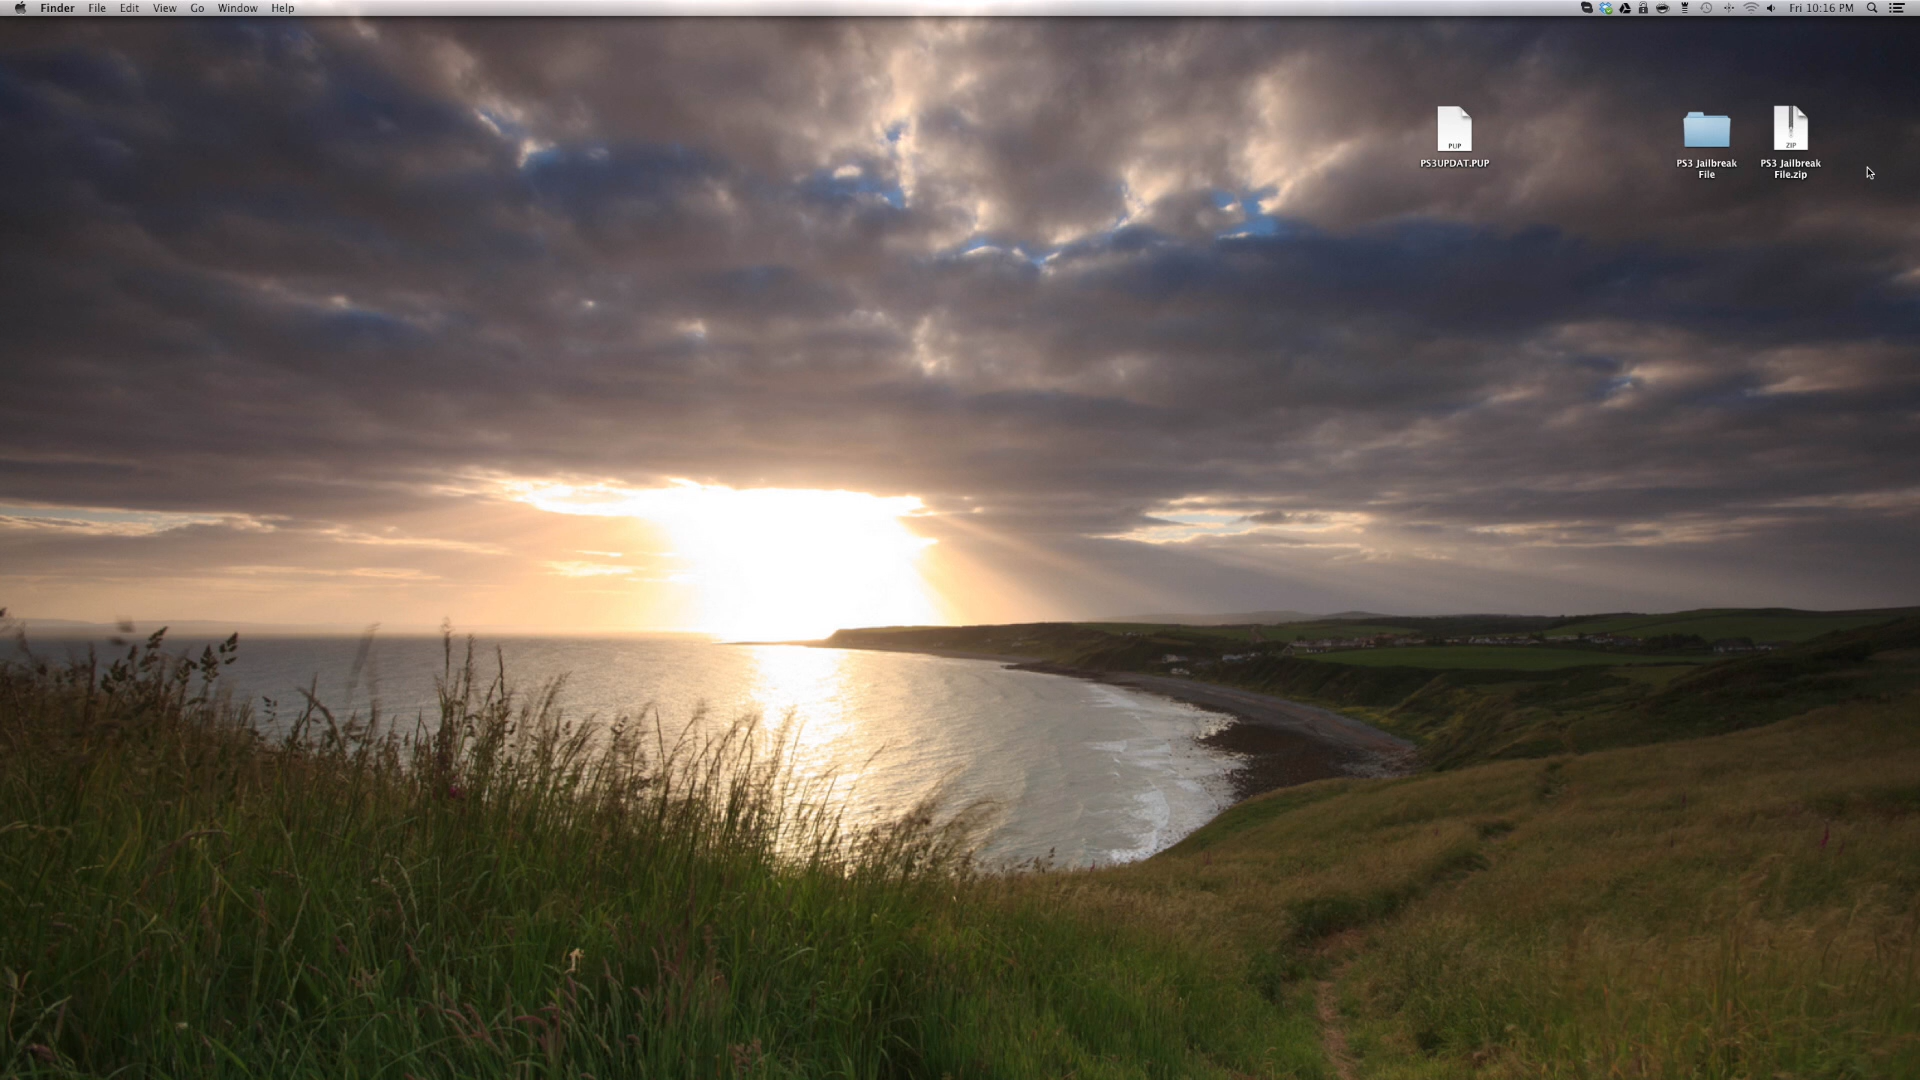 Finder File Edit View Go Window Help
Fri 10:16 PM
PUP
PS3UPDAT.PUP
PS3 Jailbreak
File
ZIP
PS3 Jailbreak
File.zip